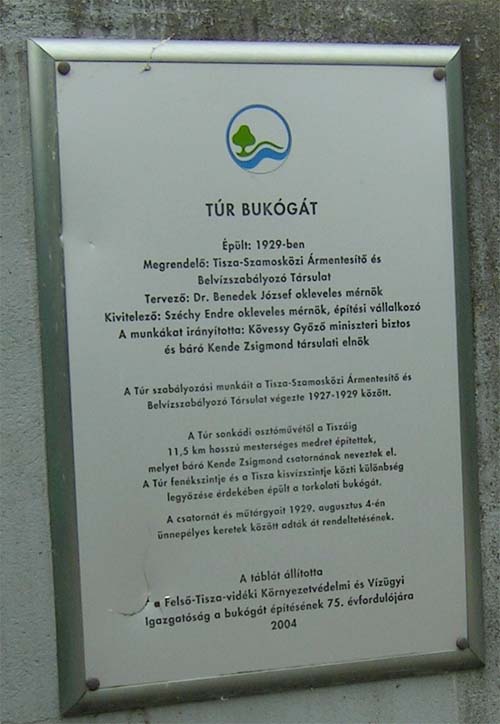 TÚR BUKÓGÁT
Épült: 1929-ben
Megrendelő: Tisza-Szamosközi Ármentesítő és
Belvízszabályozó Társulat
Tervező: Dr. Benedek József okleveles mérnök
Kivitelező: Széchy Endre okleveles mérnök, építési vállalkozó
A munkákat irányította: Kövessy Győző miniszteri biztos
és báró Kende Zsigmond társulati elnök
A Túr szabályozási munkáit a Tisza-Szamosközi Ármentesítő és
Belvízszabályozó Társulat végezte 1927-1929 között.
A Túr sonkádi osztóművétől a Tiszáig
11,5 km hosszú mesterséges medret építettek,
melyet báró Kende Zsigmond csatornának neveztek el.
A Túr fenékszintje és a Tisza kisvízszintje közti különbség
legyőzése érdekében épült a torkolati bukógát.
A csatornát és műtárgyait 1929. augusztus 4-én
ünnepélyes keretek között adták át rendeltetésének.
A táblát állította
a Felső-Tisza-vidéki Környezetvédelmi és Vízügyi
Igazgatóság a bukógát építésének 75. évfordulójára
2004